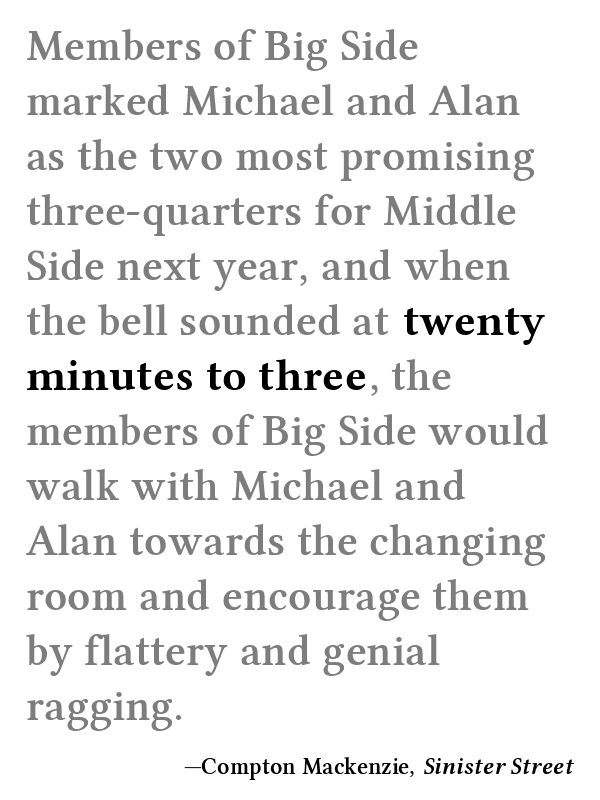 Members of Big Side
marked Michael and Alan
as the two most promising
three-quarters for Middle
Side next year, and when
the bell sounded at twenty
minutes to three, the
members of Big Side would
walk with Michael and
Alan towards the changing
room and encourage them
by flattery and genial
ragging.
—Compton Mackenzie, Sinister Street